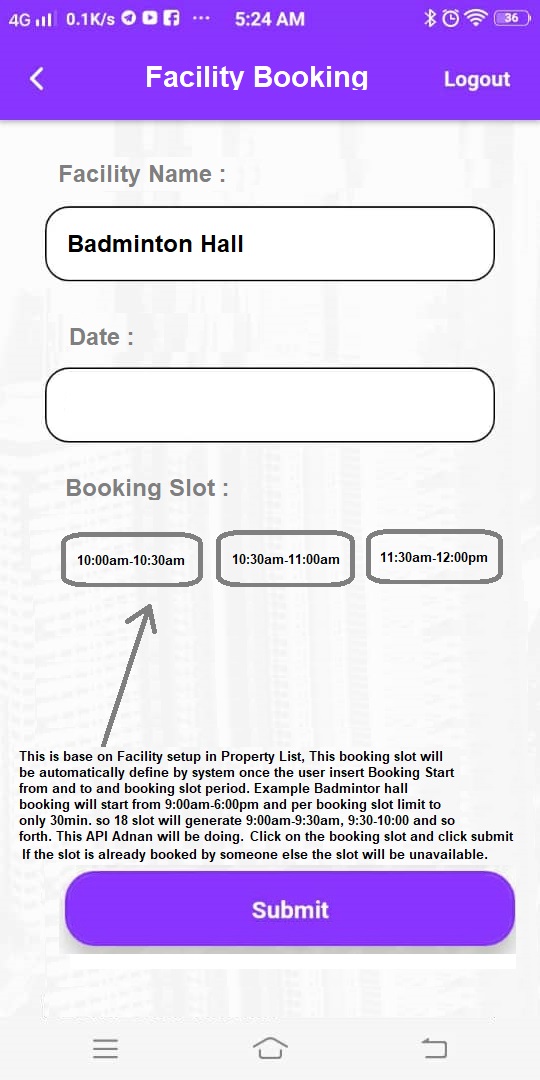 4G 0.1K/s ... 5:24 AM 36
Facility Booking Logout
Facility Name :
Badminton Hall
Date :
Booking Slot :
10:00am-10:30am 10:30am-11:00am 11:30am-12:00pm
This is base on Facility setup in Property List, This booking slot will
be automatically define by system once the user insert Booking Start
from and to and booking slot period. Example Badmintor hall
booking will start from 9:00am-6:00pm and per booking slot limit to
only 30min. so 18 slot will generate 9:00am-9:30am, 9:30-10:00 and so
forth. This API Adnan will be doing. Click on the booking slot and click submit
If the slot is already booked by someone else the slot will be unavailable.
Submit